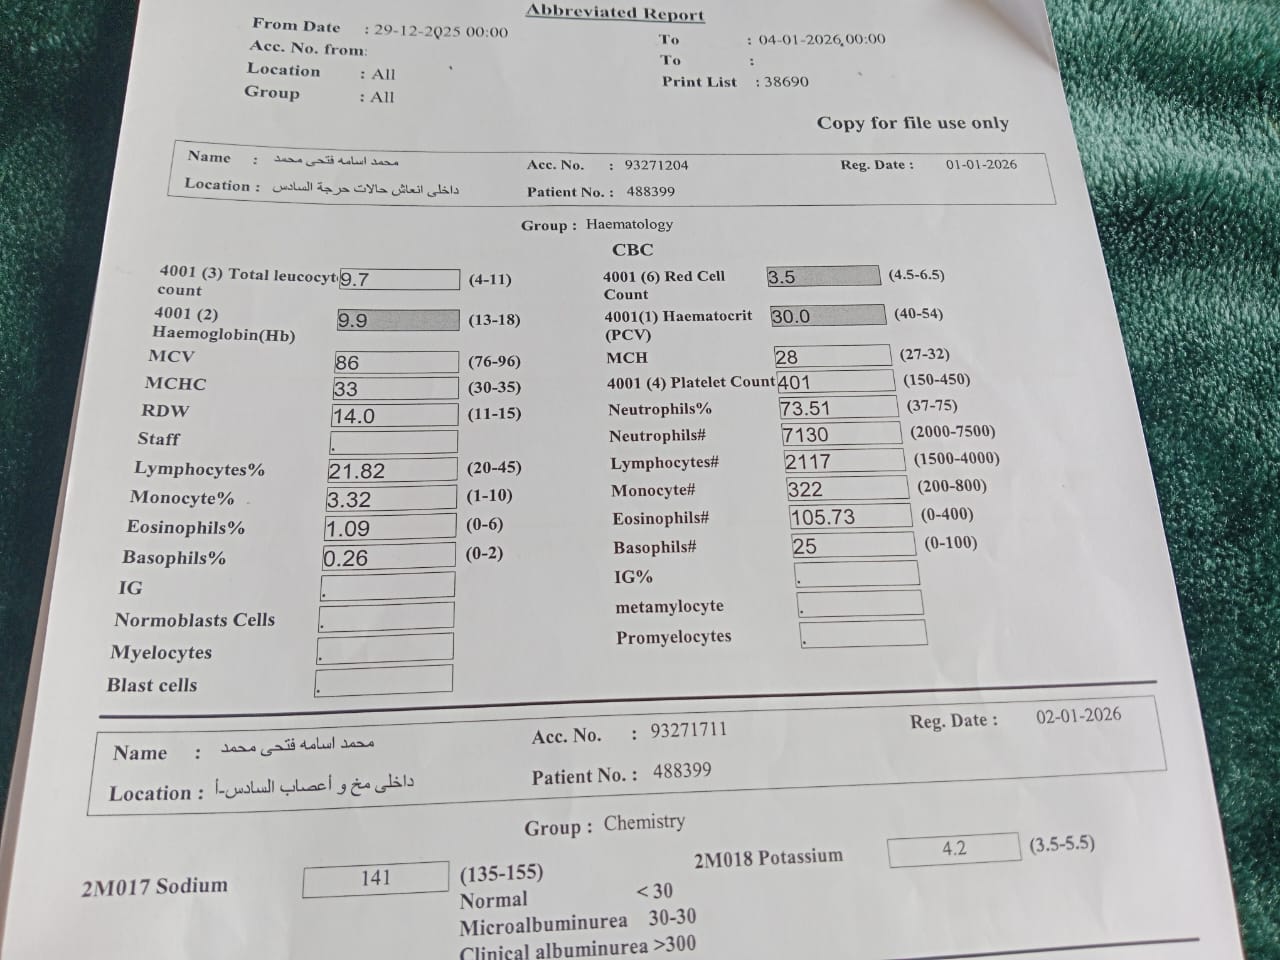 Abbreviated Report
From Date : 29-12-2025 00:00 To : 04-01-2026 00:00
Acc. No. from: To :
Location : All Print List : 38690
Group : All
Copy for file use only
Name : محمد اسامه فتحى محمد Acc. No. : 93271204 Reg. Date : 01-01-2026
Location : داخلى انعاش حالات حرجة السادس Patient No. : 488399
Group : Haematology
CBC
4001 (3) Total leucocyt count 9.7 (4-11) 4001 (6) Red Cell Count 3.5 (4.5-6.5)
4001 (2) Haemoglobin(Hb) 9.9 (13-18) 4001(1) Haematocrit (PCV) 30.0 (40-54)
MCV 86 (76-96) MCH 28 (27-32)
MCHC 33 (30-35) 4001 (4) Platelet Count 401 (150-450)
RDW 14.0 (11-15) Neutrophils% 73.51 (37-75)
Staff . Neutrophils# 7130 (2000-7500)
Lymphocytes% 21.82 (20-45) Lymphocytes# 2117 (1500-4000)
Monocyte% 3.32 (1-10) Monocyte# 322 (200-800)
Eosinophils% 1.09 (0-6) Eosinophils# 105.73 (0-400)
Basophils% 0.26 (0-2) Basophils# 25 (0-100)
IG . IG% .
Normoblasts Cells . metamylocyte .
Myelocytes . Promyelocytes .
Blast cells .
Name : محمد اسامه فتحى محمد Acc. No. : 93271711 Reg. Date : 02-01-2026
Location : داخلى مخ و أعصاب السادس-أ Patient No. : 488399
Group : Chemistry
2M017 Sodium 141 (135-155) 2M018 Potassium 4.2 (3.5-5.5)
Normal < 30
Microalbuminurea 30-30
Clinical albuminurea >300